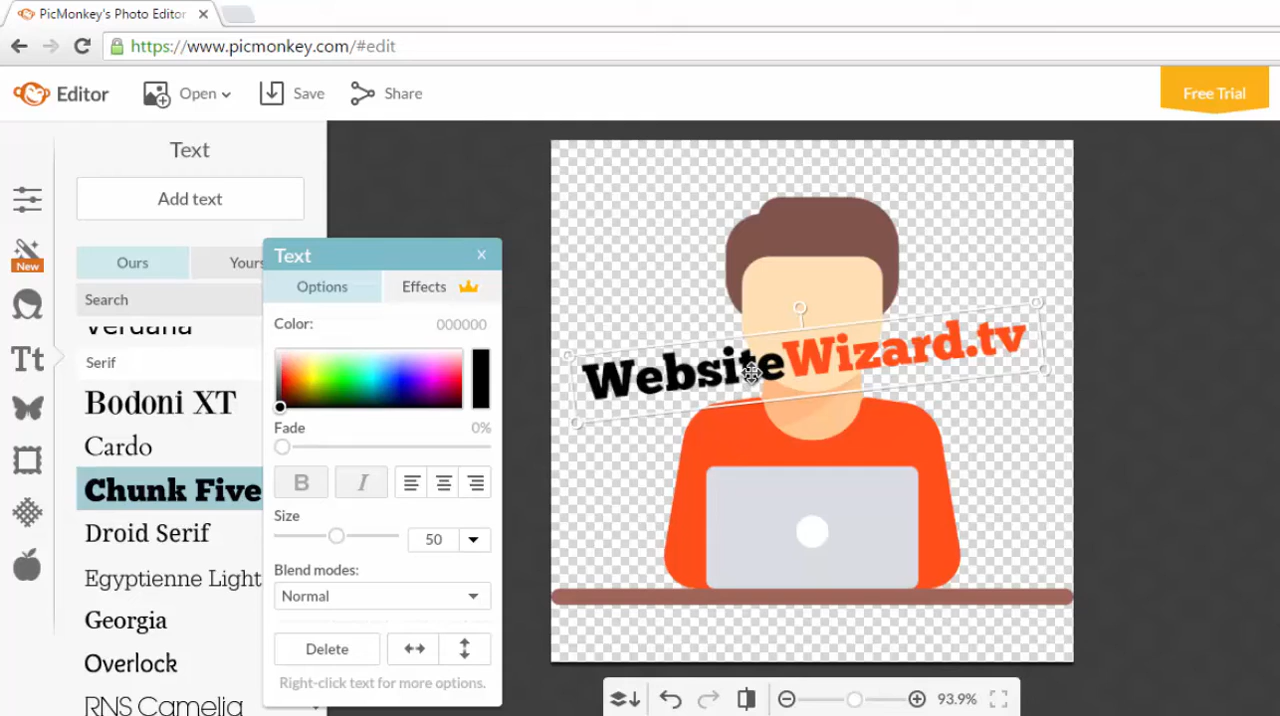 PicMonkey's Photo Editor
https://www.picmonkey.com/#edit
Editor
Open
Save
Share
Free Trial
Text
Add text
Ours
Yours
Search
Verdana
Serif
Bodoni XT
Cardo
Chunk Five
Droid Serif
Egyptienne Light
Georgia
Overlock
RNS Camelia
Tt
New
Text
Options
Effects
Color:
000000
Fade
0%
B
I
Size
50
Blend modes:
Normal
Delete
Right-click text for more options.
WebsiteWizard.tv
93.9%